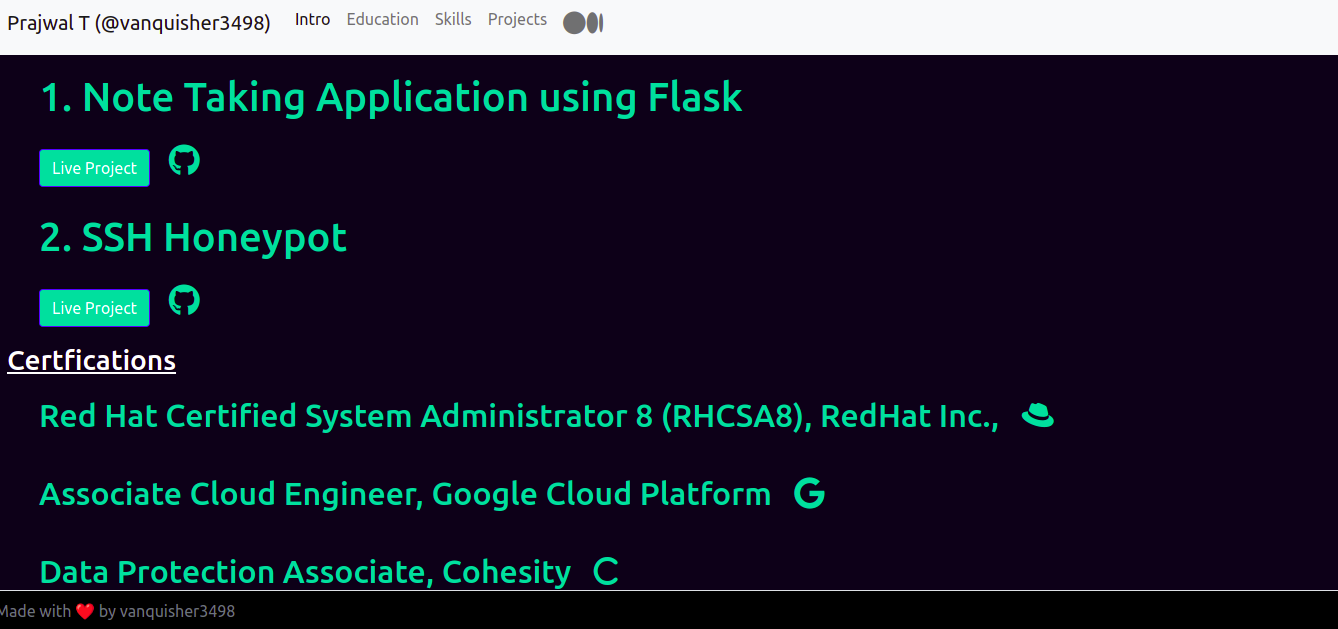 Prajwal T (@vanquisher3498) Intro Education Skills Projects
1. Note Taking Application using Flask
Live Project
2. SSH Honeypot
Live Project
Certfications
Red Hat Certified System Administrator 8 (RHCSA8), RedHat Inc.,
Associate Cloud Engineer, Google Cloud Platform
Data Protection Associate, Cohesity
Made with ❤️ by vanquisher3498